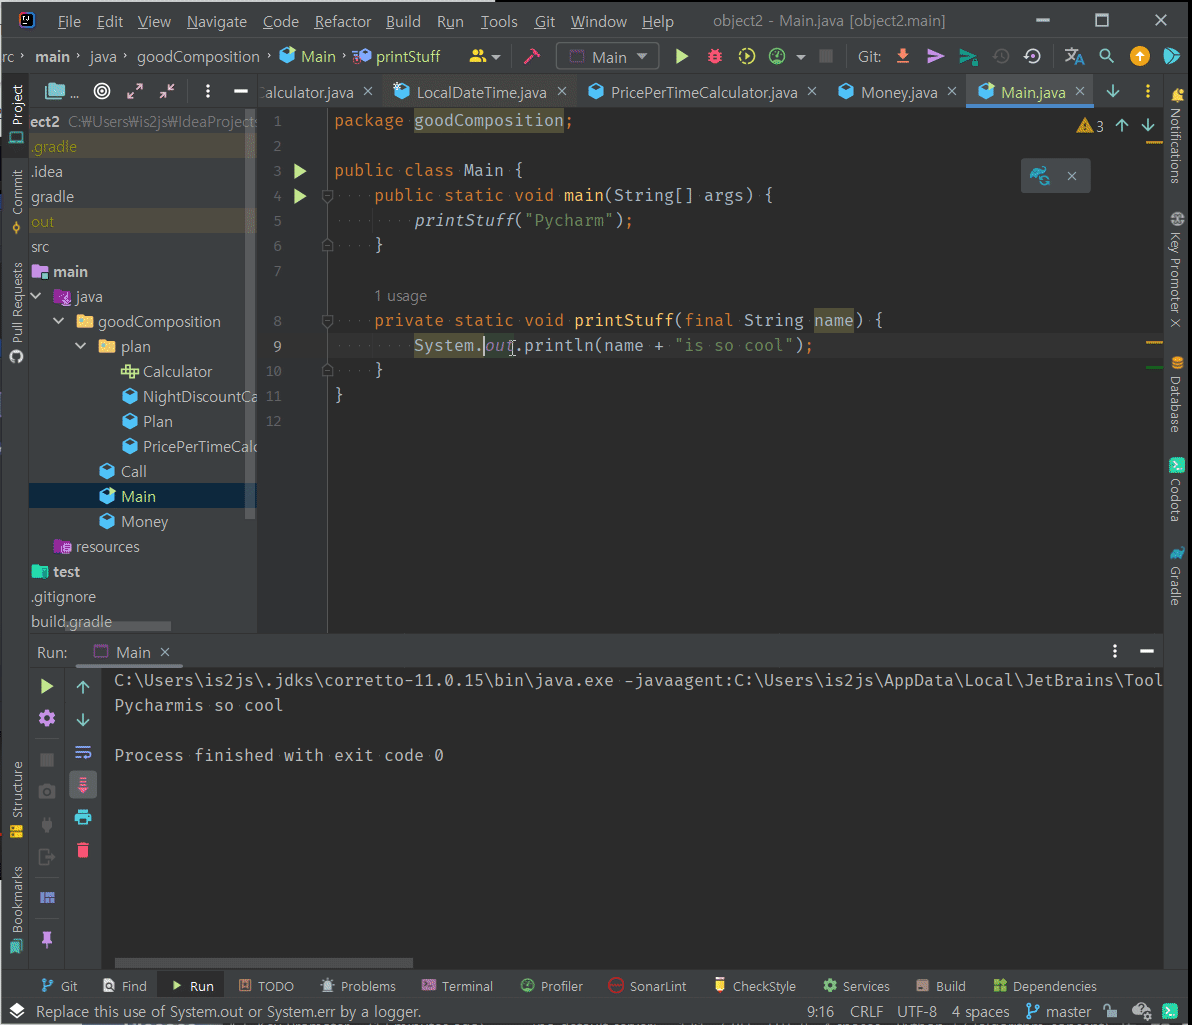 File Edit View Navigate Code Refactor Build Run Tools Git Window Help object2 - Main.java [object2.main]
rc main java goodComposition Main printStuff Main Git:
Project
Commit
Pull Requests
Structure
Bookmarks
...
ect2 C:₩Users₩is2js₩IdeaProjects
.gradle
.idea
gradle
out
src
main
java
goodComposition
plan
Calculator
NightDiscountCa
Plan
PricePerTimeCalc
Call
Main
Money
resources
test
.gitignore
build.gradle
alculator.java LocalDateTime.java PricePerTimeCalculator.java Money.java Main.java
3
1 package goodComposition;
2
3 public class Main {
4 public static void main(String[] args) {
5 printStuff("Pycharm");
6 }
7
1 usage
8 private static void printStuff(final String name) {
9 System.out.println(name + "is so cool");
10 }
11 }
12
Notifications
Key Promoter X
Database
Codota
Gradle
Run: Main
C:\Users\is2js\.jdks\corretto-11.0.15\bin\java.exe -javaagent:C:\Users\is2js\AppData\Local\JetBrains\Tool
Pycharmis so cool
Process finished with exit code 0
Git Find Run TODO Problems Terminal Profiler SonarLint CheckStyle Services Build Dependencies
Replace this use of System.out or System.err by a logger. 9:16 CRLF UTF-8 4 spaces master